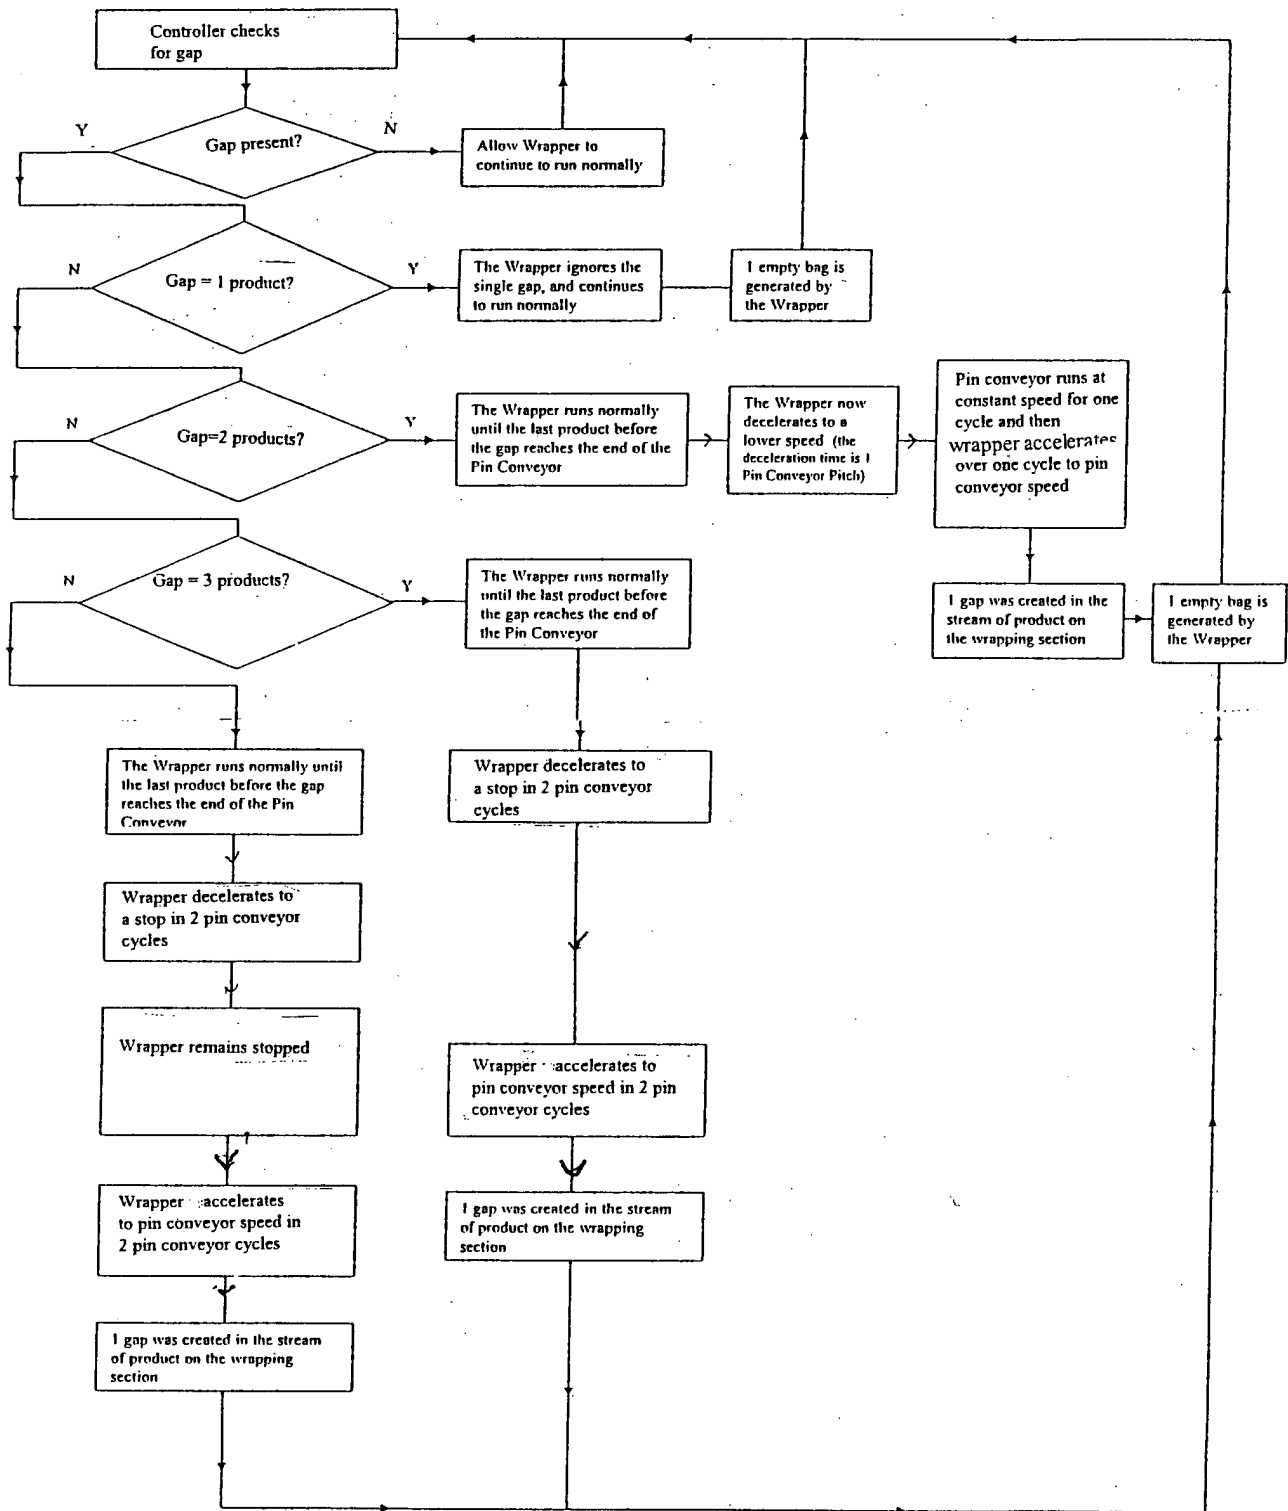 Controller checks
for gap
Y
Gap present?
N
Allow Wrapper to
continue to run normally
N
Gap = 1 product?
Y
The Wrapper ignores the
single gap, and continues
to run normally
1 empty bag is
generated by
the Wrapper
N
Gap=2 products?
Y
The Wrapper runs normally
until the last product before
the gap reaches the end of the
Pin Conveyor
The Wrapper now
decelerates to a
lower speed (the
deceleration time is 1
Pin Conveyor Pitch)
Pin conveyor runs at
constant speed for one
cycle and then
wrapper accelerates
over one cycle to pin
conveyor speed
N
Gap = 3 products?
Y
The Wrapper runs normally
until the last product before
the gap reaches the end of
the Pin Conveyor
1 gap was created in the
stream of product on
the wrapping section
1 empty bag is
generated by
the Wrapper
The Wrapper runs normally until
the last product before the gap
reaches the end of the Pin
Conveyor
Wrapper decelerates to
a stop in 2 pin conveyor
cycles
Wrapper decelerates to
a stop in 2 pin conveyor
cycles
Wrapper remains stopped
Wrapper accelerates to
pin conveyor speed in 2 pin
conveyor cycles
Wrapper accelerates
to pin conveyor speed in
2 pin conveyor cycles
1 gap was created in the stream
of product on the wrapping
section
1 gap was created in the stream
of product on the wrapping
section